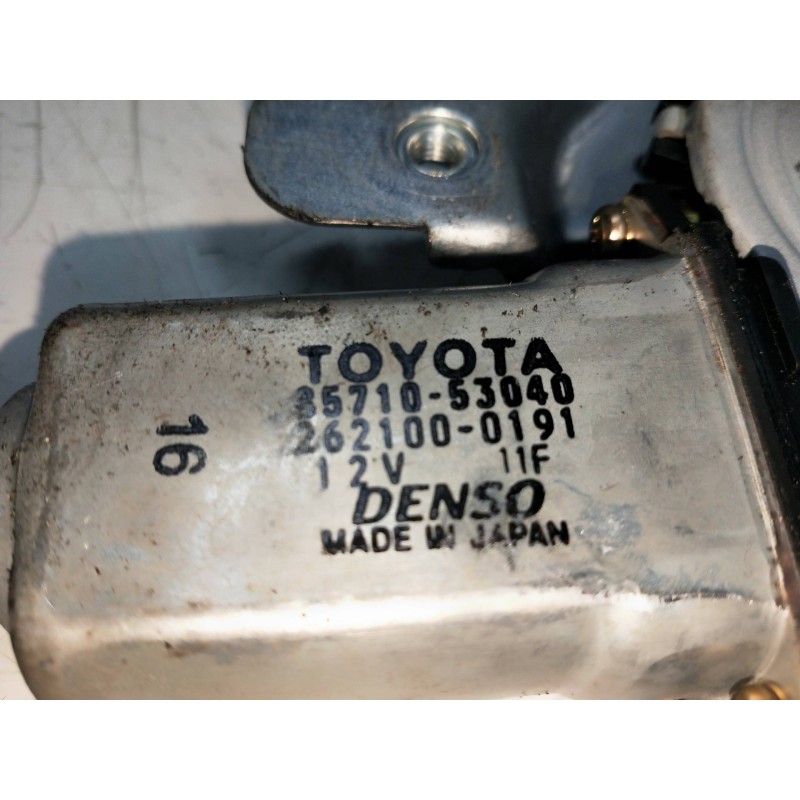 TOYOTA
85710-53040
262100-0191
12V 11F
DENSO
MADE IN JAPAN
16